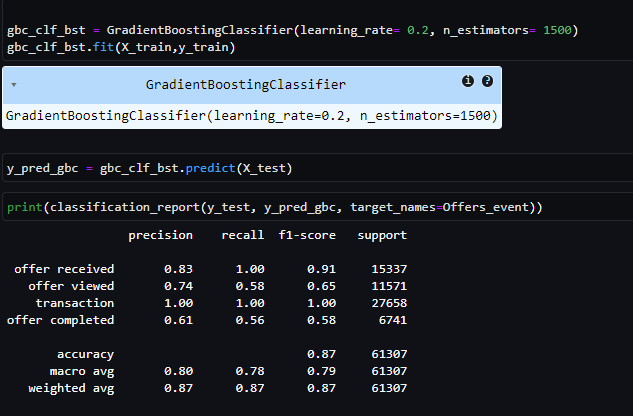 gbc_clf_bst = GradientBoostingClassifier(learning_rate= 0.2, n_estimators= 1500)
gbc_clf_bst.fit(X_train,y_train)
GradientBoostingClassifier
GradientBoostingClassifier(learning_rate=0.2, n_estimators=1500)
y_pred_gbc = gbc_clf_bst.predict(X_test)
print(classification_report(y_test, y_pred_gbc, target_names=Offers_event))
precision recall f1-score support
offer received 0.83 1.00 0.91 15337
offer viewed 0.74 0.58 0.65 11571
transaction 1.00 1.00 1.00 27658
offer completed 0.61 0.56 0.58 6741
accuracy 0.87 61307
macro avg 0.80 0.78 0.79 61307
weighted avg 0.87 0.87 0.87 61307